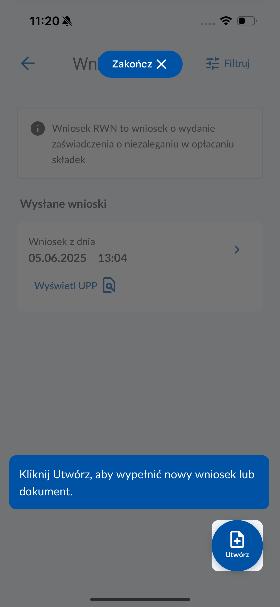 11:20
Wn
Zakończ
Filtruj
Wniosek RWN to wniosek o wydanie
zaświadczenia o niezaleganiu w opłacaniu
składek
Wysłane wnioski
Wniosek z dnia
05.06.2025 13:04
Wyświetl UPP
Kliknij Utwórz, aby wypełnić nowy wniosek lub
dokument.
Utwórz